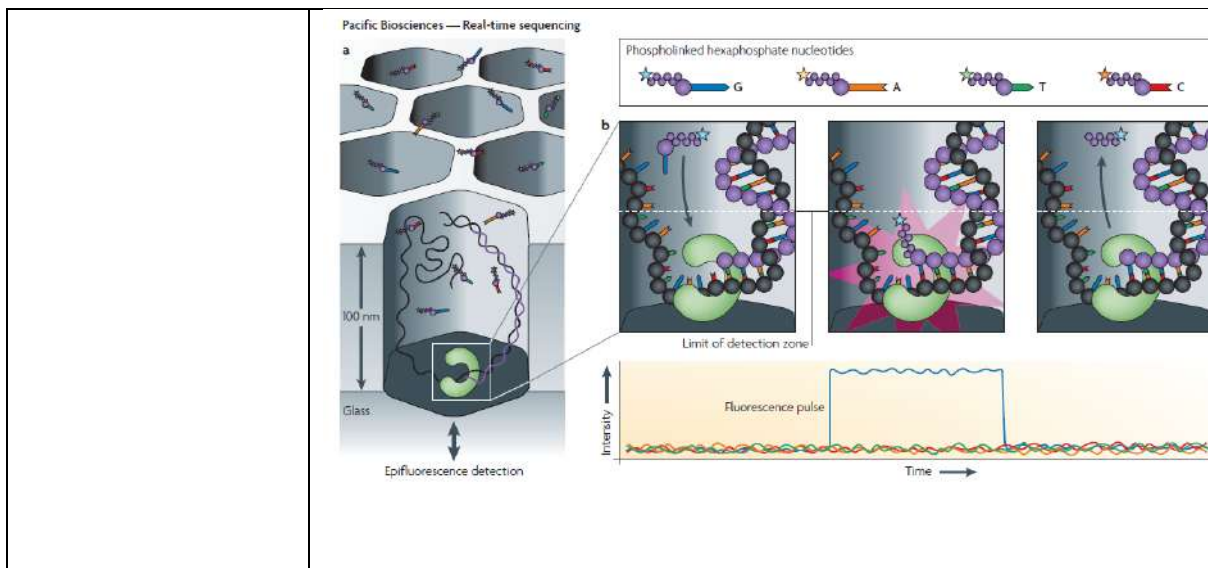 Pacific Biosciences — Real-time sequencing
a
Phospholinked hexaphosphate nucleotides
G
A
T
C
b
100 nm
Glass
Epifluorescence detection
Limit of detection zone
Fluorescence pulse
Intensity
Time